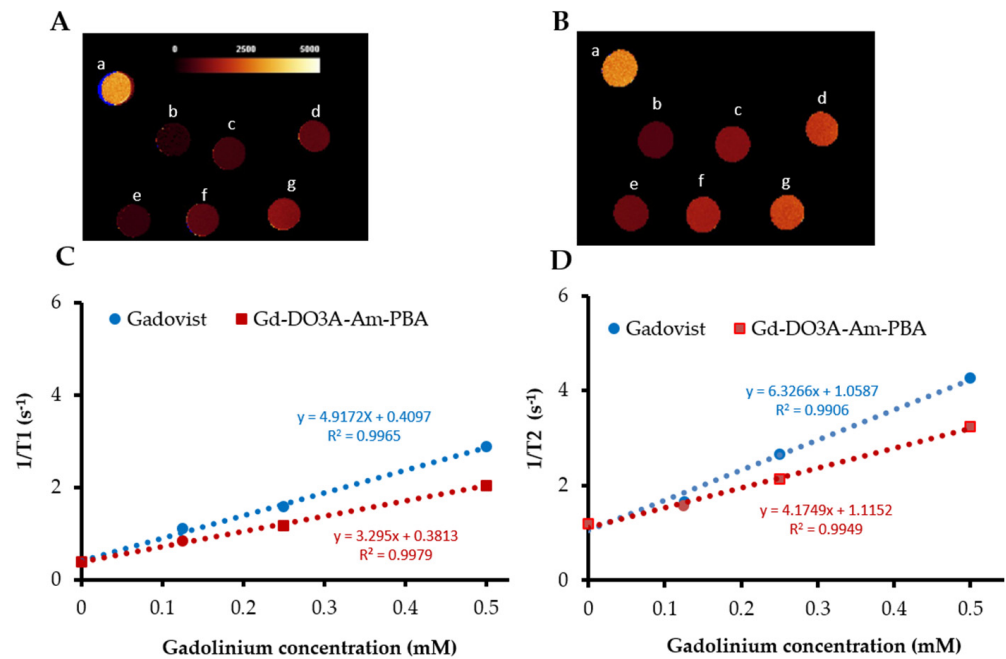 A
B
0 2500 5000
a
b
c
d
e
f
g
a
b
c
d
e
f
g
C
D
6
4
2
0
1/T1 (s-1)
Gadovist Gd-DO3A-Am-PBA
y = 4.9172X + 0.4097
R² = 0.9965
y = 3.295x + 0.3813
R² = 0.9979
0 0.1 0.2 0.3 0.4 0.5
Gadolinium concentration (mM)
6
4
2
0
1/T2 (s-1)
Gadovist Gd-DO3A-Am-PBA
y = 6.3266x + 1.0587
R² = 0.9906
y = 4.1749x + 1.1152
R² = 0.9949
0 0.1 0.2 0.3 0.4 0.5
Gadolinium concentration (mM)